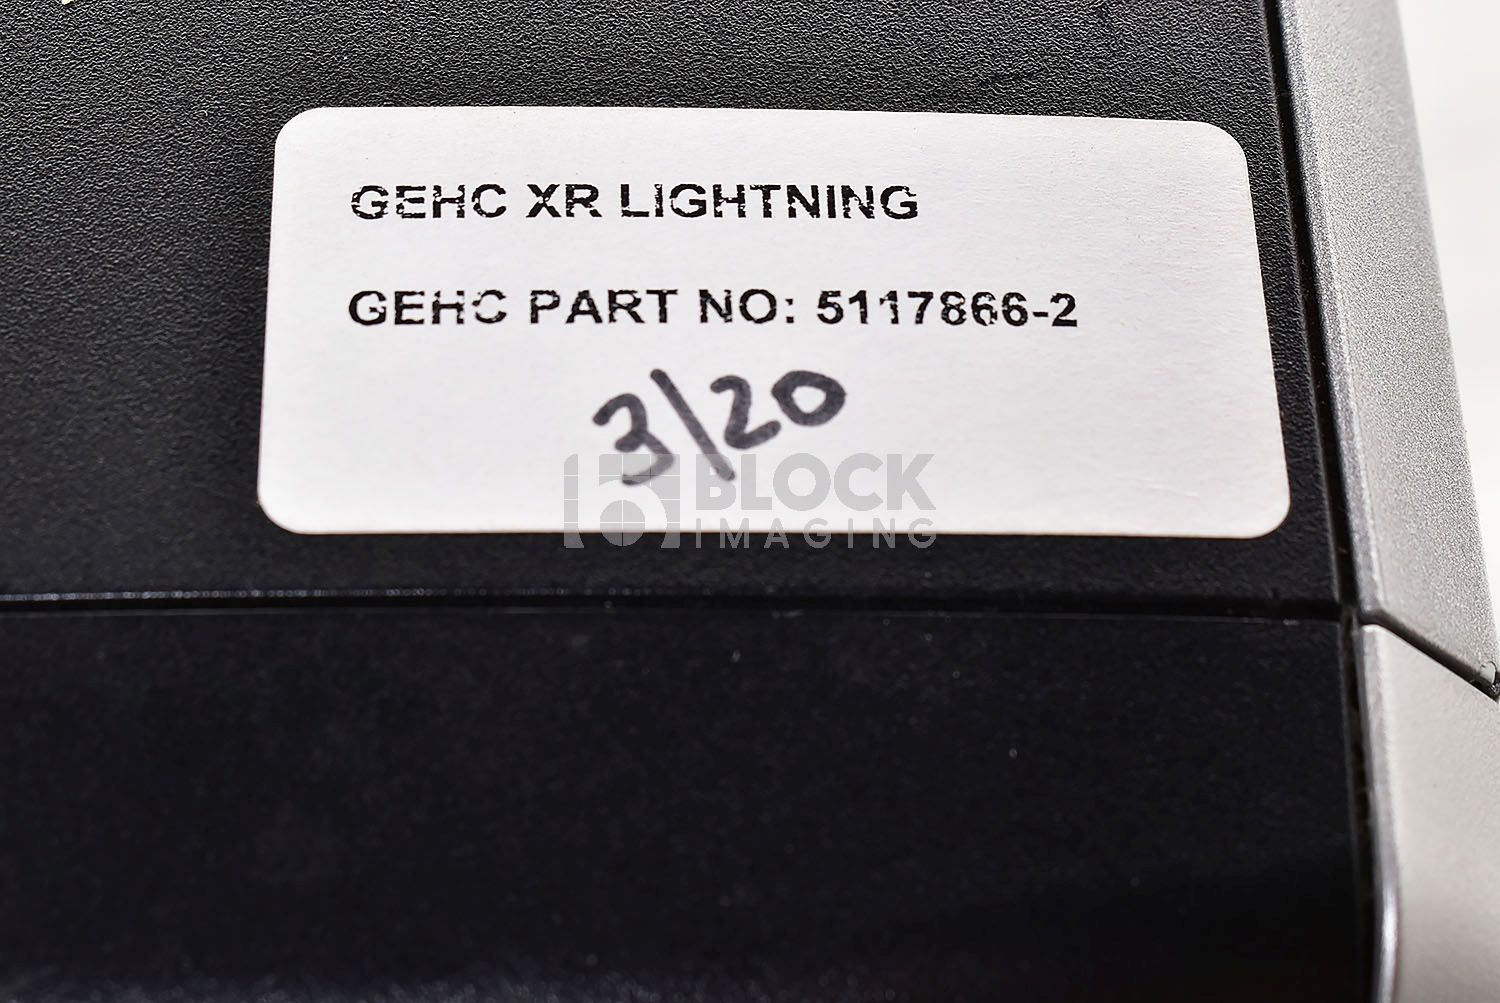 GEHC XR LIGHTNING
GEHC PART NO: 5117866-2
3\20
BLOCK
IMAGING